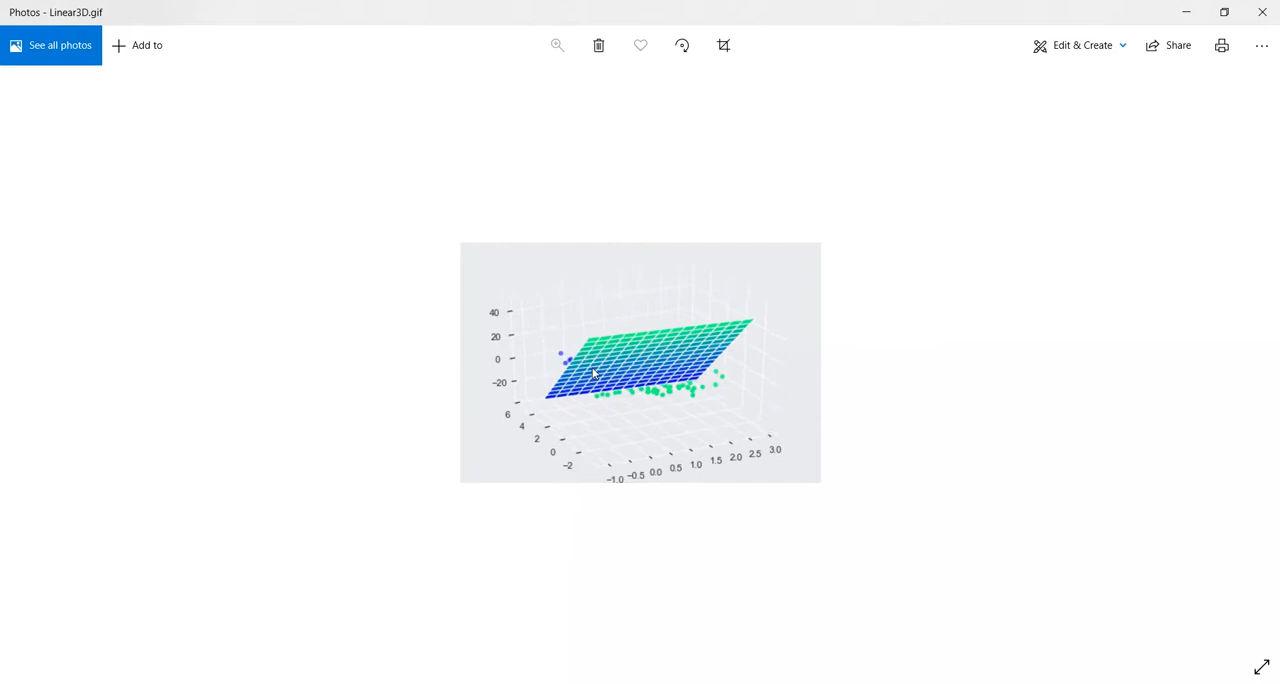 Photos - Linear3D.gif
See all photos
Add to
Edit & Create
Share
40
20
0
−20
6
4
2
0
−2
−1.0 −0.5 0.0 0.5 1.0 1.5 2.0 2.5 3.0